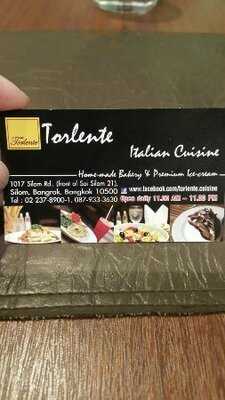 Torlente
Torlente
Italian Cuisine
Home-made Bakery & Premium Ice-cream
1017 Silom Rd., (front of Soi Silom 21),
Silom, Bangrak, Bangkok 10500
Tel : 02 237-8900-1, 087-933-3630
www.facebook.com/torlente.cuisine
Open daily 11.00 AM – 11.00 PM